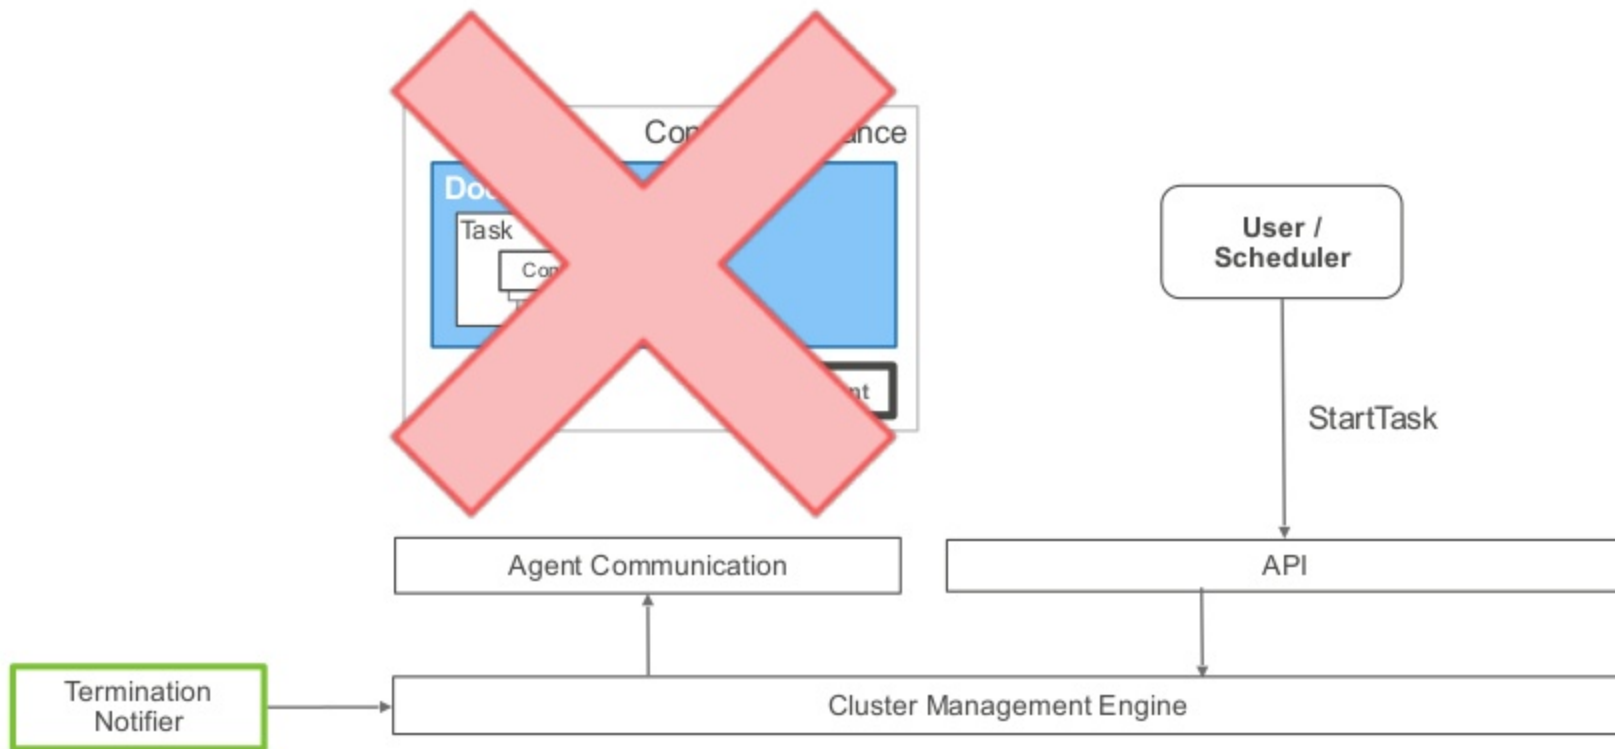 Task
User /
Scheduler
StartTask
Agent Communication
API
Termination
Notifier
Cluster Management Engine